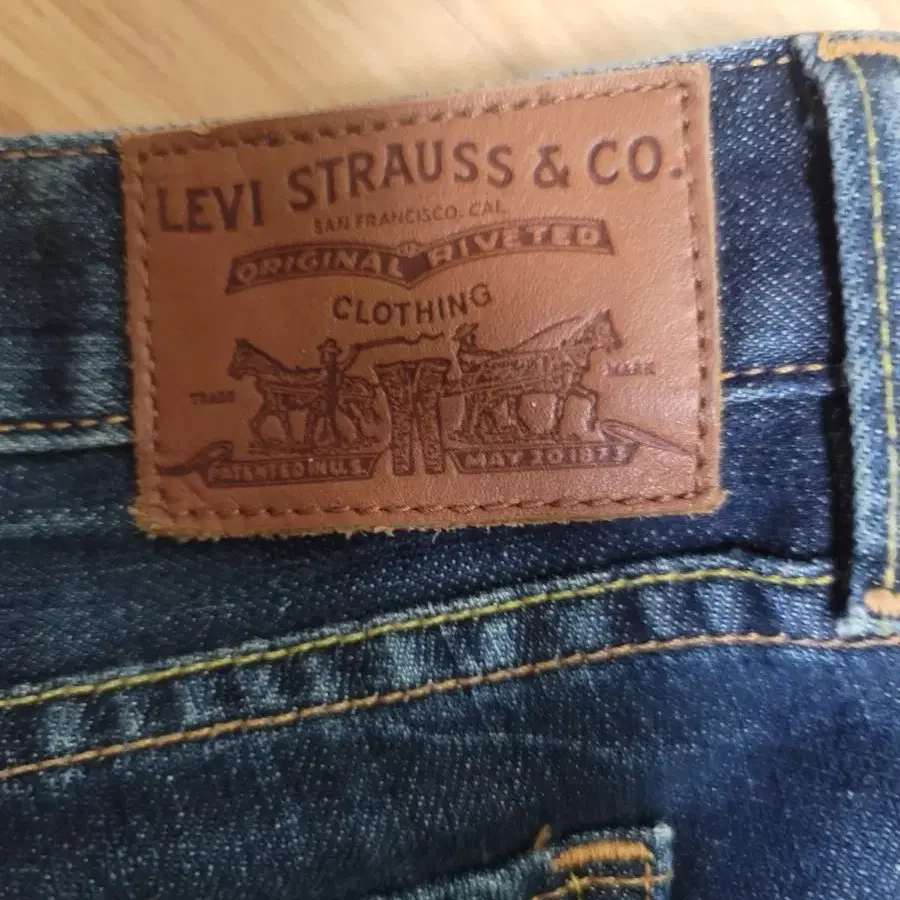 LEVI STRAUSS & CO.
SAN FRANCISCO. CAL.
ORIGINAL RIVETED
CLOTHING
TRADE MARK
PATENTED IN U.S. MAY 20 1873